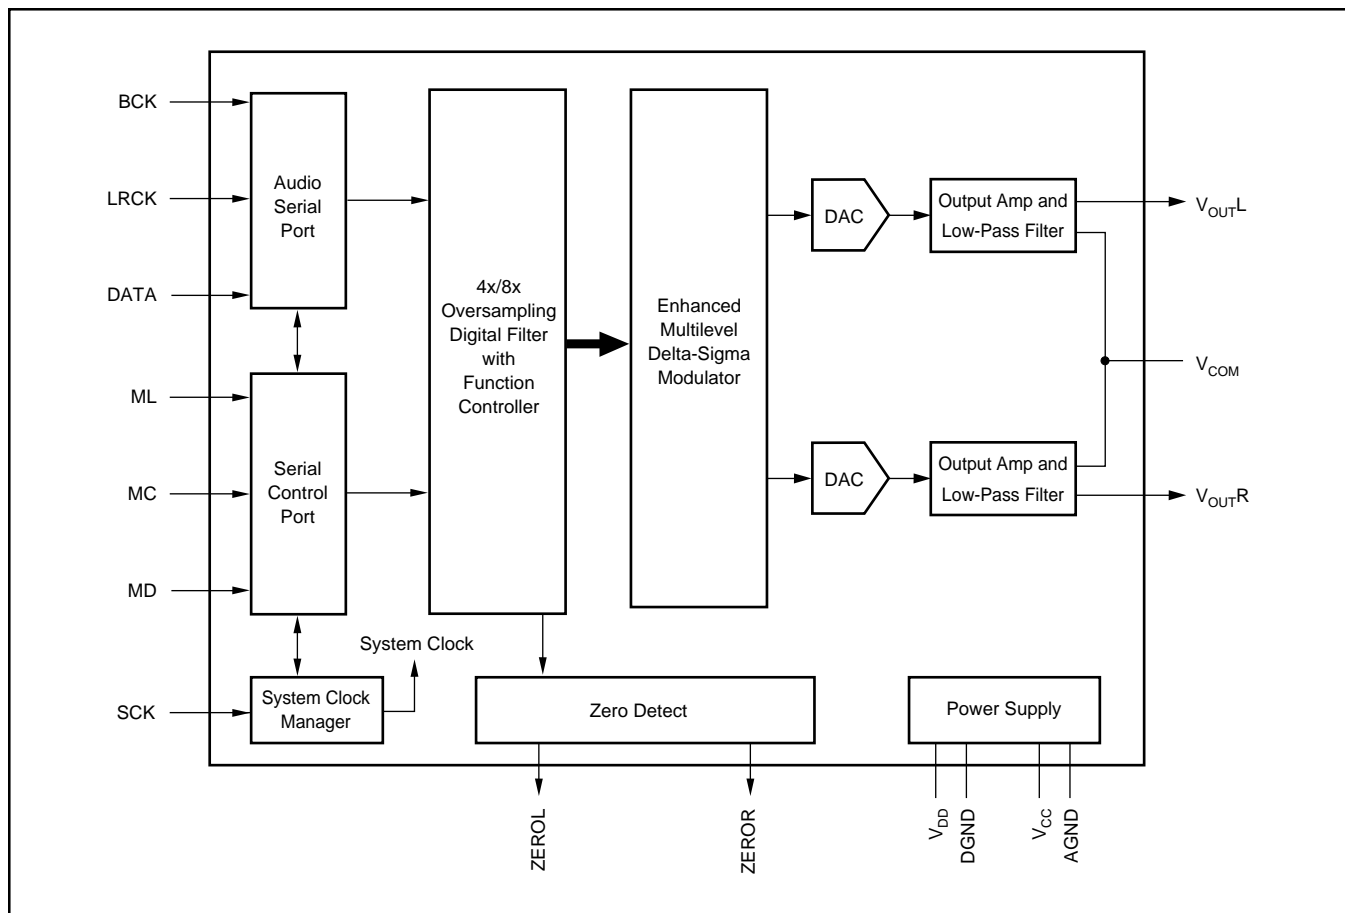 BCK
LRCK
DATA
ML
MC
MD
SCK
Audio
Serial
Port
Serial
Control
Port
System Clock
Manager
System Clock
4x/8x
Oversampling
Digital Filter
with
Function
Controller
Enhanced
Multilevel
Delta-Sigma
Modulator
DAC
Output Amp and
Low-Pass Filter
DAC
Output Amp and
Low-Pass Filter
VOUTL
VCOM
VOUTR
Zero Detect
Power Supply
ZEROL
ZEROR
VDD
DGND
VCC
AGND